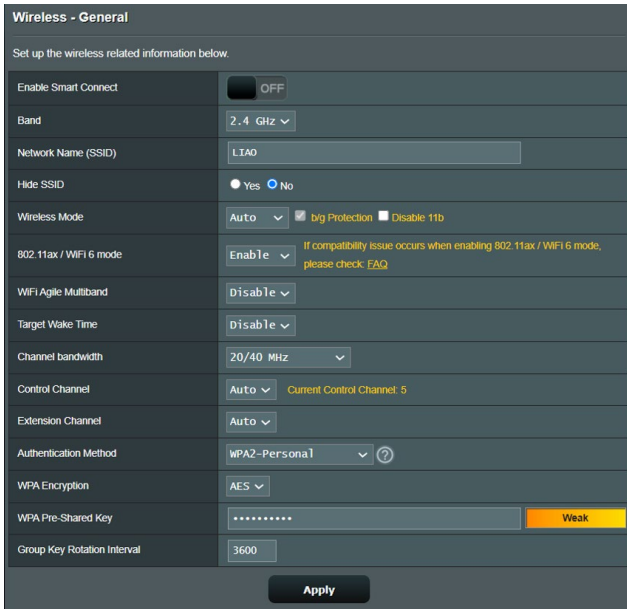 Wireless - General
Set up the wireless related information below.
Enable Smart Connect OFF
Band 2.4 GHz
Network Name (SSID) LIAO
Hide SSID Yes No
Wireless Mode Auto b/g Protection Disable 11b
802.11ax / WiFi 6 mode Enable If compatibility issue occurs when enabling 802.11ax / WiFi 6 mode,
please check: FAQ
WiFi Agile Multiband Disable
Target Wake Time Disable
Channel bandwidth 20/40 MHz
Control Channel Auto Current Control Channel: 5
Extension Channel Auto
Authentication Method WPA2-Personal ?
WPA Encryption AES
WPA Pre-Shared Key •••••••••• Weak
Group Key Rotation Interval 3600
Apply